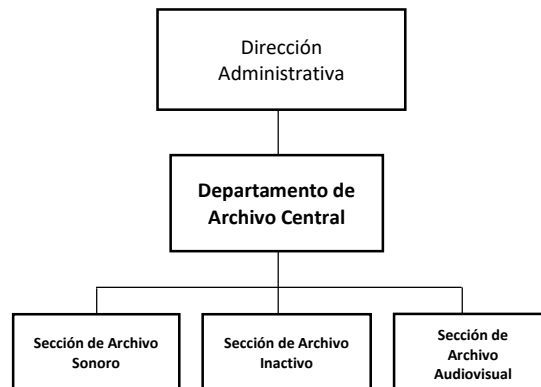 Dirección
Administrativa
Departamento de
Archivo Central
Sección de Archivo
Sonoro
Sección de Archivo
Inactivo
Sección de
Archivo
Audiovisual